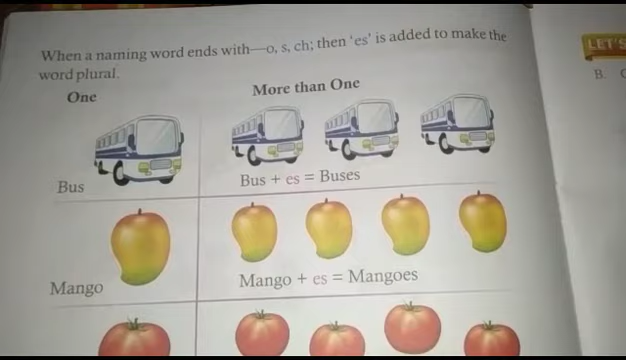 When a naming word ends with—o, s, ch; then 'es' is added to make the
word plural.
One
More than One
Bus
Bus + es = Buses
Mango
Mango + es = Mangoes
LET'S
B.